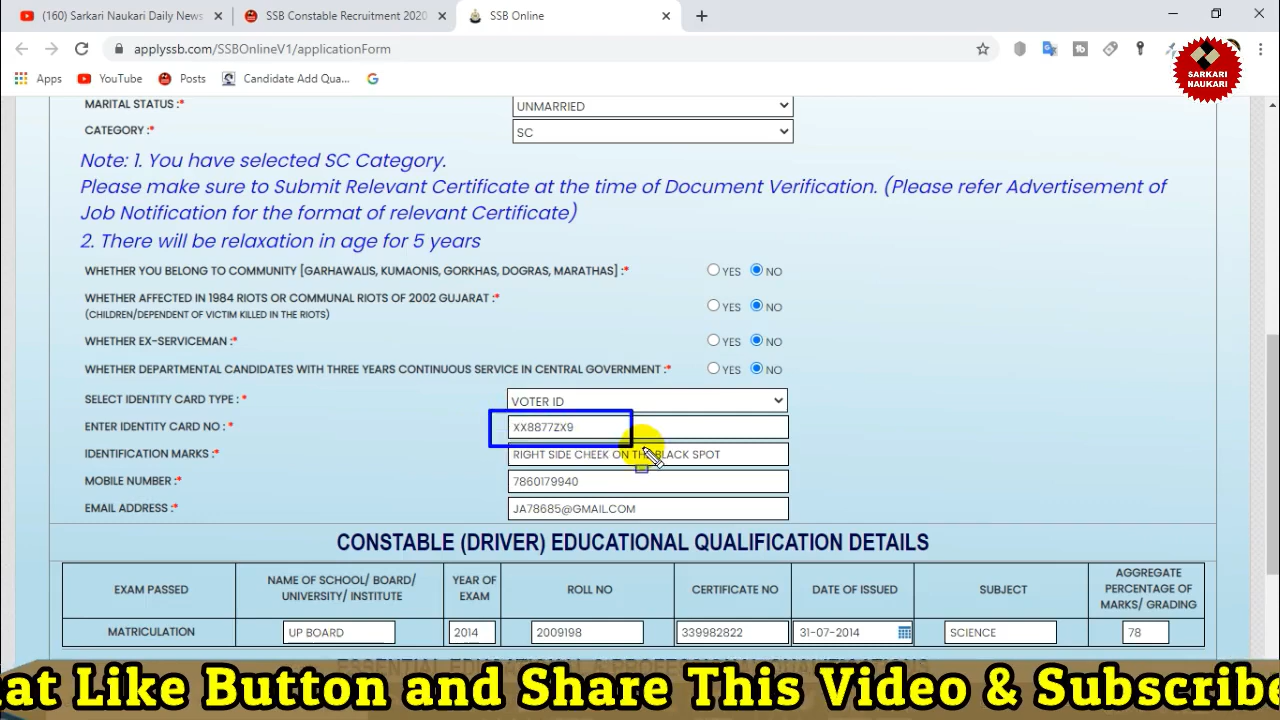 (160) Sarkari Naukari Daily News
SSB Constable Recruitment 2020
SSB Online
applyssb.com/SSBOnlineV1/applicationForm
Apps YouTube Posts Candidate Add Qua... G
SARKARI
NAUKARI
MARITAL STATUS :* UNMARRIED
CATEGORY :* SC
Note: 1. You have selected SC Category.
Please make sure to Submit Relevant Certificate at the time of Document Verification. (Please refer Advertisement of
Job Notification for the format of relevant Certificate)
2. There will be relaxation in age for 5 years
WHETHER YOU BELONG TO COMMUNITY [GARHAWALIS, KUMAONIS, GORKHAS, DOGRAS, MARATHAS] :* YES NO
WHETHER AFFECTED IN 1984 RIOTS OR COMMUNAL RIOTS OF 2002 GUJARAT :* YES NO
(CHILDREN/DEPENDENT OF VICTIM KILLED IN THE RIOTS)
WHETHER EX-SERVICEMAN :* YES NO
WHETHER DEPARTMENTAL CANDIDATES WITH THREE YEARS CONTINUOUS SERVICE IN CENTRAL GOVERNMENT :* YES NO
SELECT IDENTITY CARD TYPE : * VOTER ID
ENTER IDENTITY CARD NO : * XX8877ZX9
IDENTIFICATION MARKS :* RIGHT SIDE CHEEK ON THE BLACK SPOT
MOBILE NUMBER :* 7860179940
EMAIL ADDRESS :* JA78685@GMAIL.COM
CONSTABLE (DRIVER) EDUCATIONAL QUALIFICATION DETAILS
EXAM PASSED
NAME OF SCHOOL/ BOARD/
UNIVERSITY/ INSTITUTE
YEAR OF
EXAM
ROLL NO
CERTIFICATE NO
DATE OF ISSUED
SUBJECT
AGGREGATE
PERCENTAGE OF
MARKS/ GRADING
MATRICULATION UP BOARD 2014 2009198 339982822 31-07-2014 SCIENCE 78
ESSENTIAL EDUCATIONAL & PROFESSIONAL QUALIFICATIONS
at Like Button and Share This Video & Subscribe